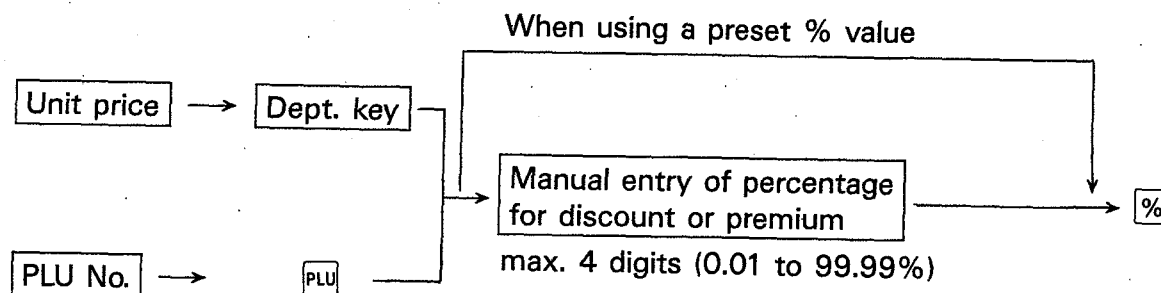 When using a preset % value
Unit price
Dept. key
Manual entry of percentage
for discount or premium
%
PLU No.
PLU
max. 4 digits (0.01 to 99.99%)